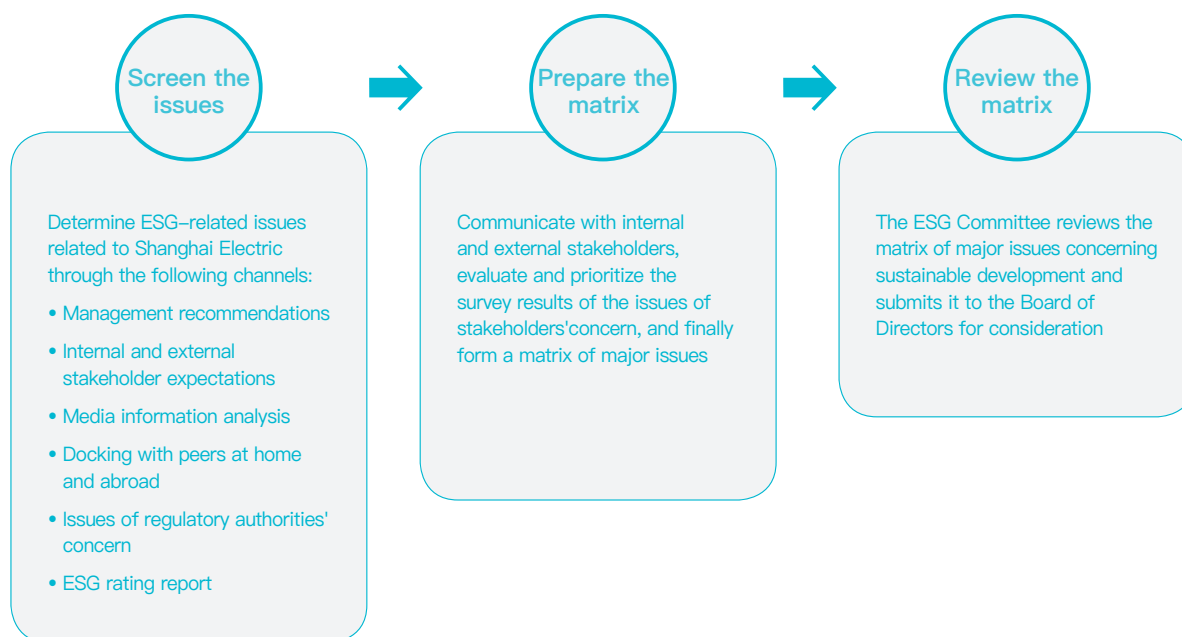 Screen the
issues
Determine ESG-related issues
related to Shanghai Electric
through the following channels:
• Management recommendations
• Internal and external
stakeholder expectations
• Media information analysis
• Docking with peers at home
and abroad
• Issues of regulatory authorities'
concern
• ESG rating report
Prepare the
matrix
Communicate with internal
and external stakeholders,
evaluate and prioritize the
survey results of the issues of
stakeholders'concern, and finally
form a matrix of major issues
Review the
matrix
The ESG Committee reviews the
matrix of major issues concerning
sustainable development and
submits it to the Board of
Directors for consideration